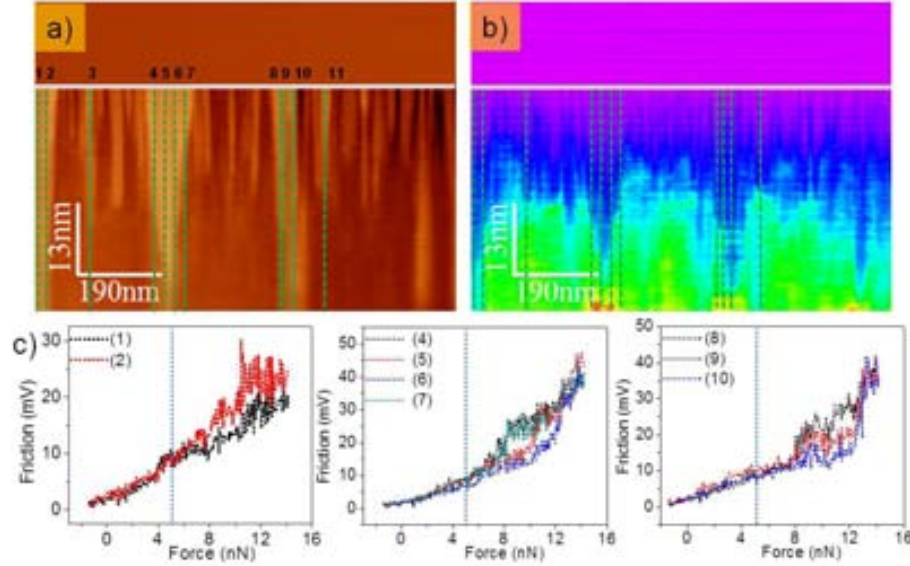 a)
b)
1 2 3 4 5 6 7 8 9 10 11
13nm
190nm
13nm
190nm
c)
30
20
10
0
Friction (mV)
(1)
(2)
0 4 8 12 16
Force (nN)
50
40
30
20
10
0
Friction (mV)
(4)
(5)
(6)
(7)
0 4 8 12 16
Force (nN)
50
40
30
20
10
0
Friction (mV)
(8)
(9)
(10)
0 4 8 12 16
Force (nN)